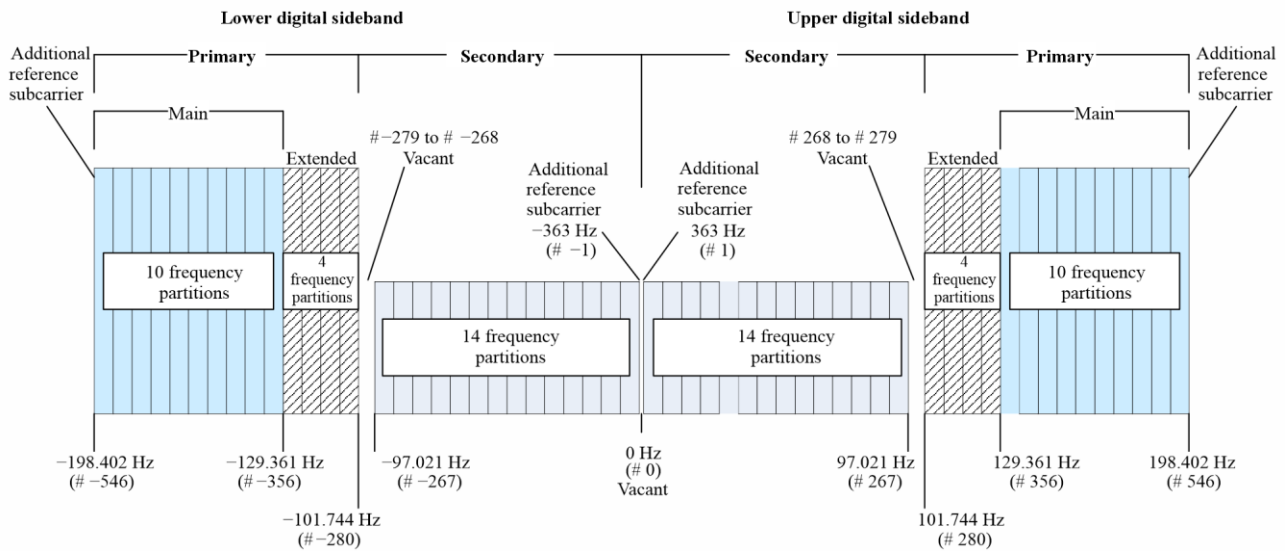 Lower digital sideband
Upper digital sideband
Additional
reference
subcarrier
Primary
Secondary
Secondary
Primary
Additional
reference
subcarrier
Main
Main
# −279 to # −268
Vacant
# 268 to # 279
Vacant
Extended
Extended
Additional
reference
subcarrier
−363 Hz
(# −1)
Additional
reference
subcarrier
363 Hz
(# 1)
10 frequency
partitions
4
frequency
partitions
14 frequency
partitions
14 frequency
partitions
4
frequency
partitions
10 frequency
partitions
−198.402 Hz
(# −546)
−129.361 Hz
(# −356)
−101.744 Hz
(# −280)
−97.021 Hz
(# −267)
0 Hz
(# 0)
Vacant
97.021 Hz
(# 267)
101.744 Hz
(# 280)
129.361 Hz
(# 356)
198.402 Hz
(# 546)